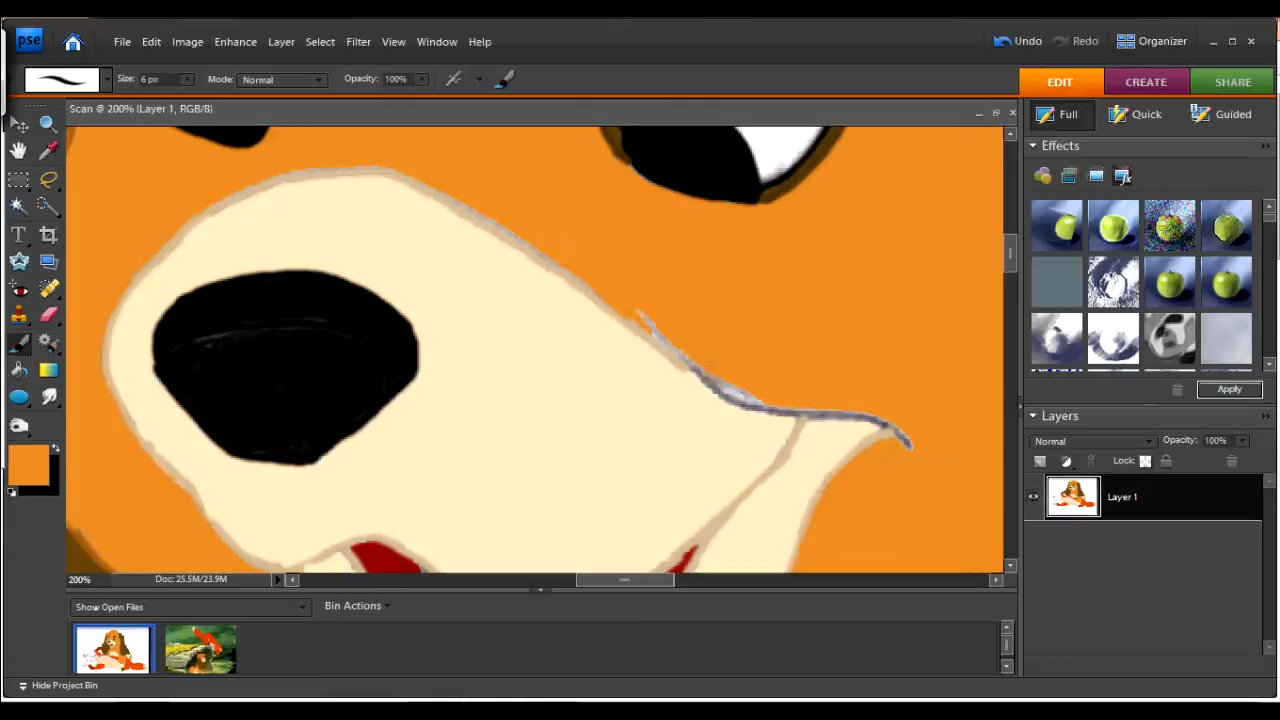 pse File Edit Image Enhance Layer Select Filter View Window Help Undo Redo Organizer
Size: 6 px Mode: Normal Opacity: 100% EDIT CREATE SHARE
Scan @ 200% (Layer 1, RGB/8)
Full Quick Guided
Effects
Apply
Layers
Normal Opacity: 100%
Lock:
Layer 1
200% Doc: 25.5M/23.9M
Show Open Files Bin Actions
Hide Project Bin